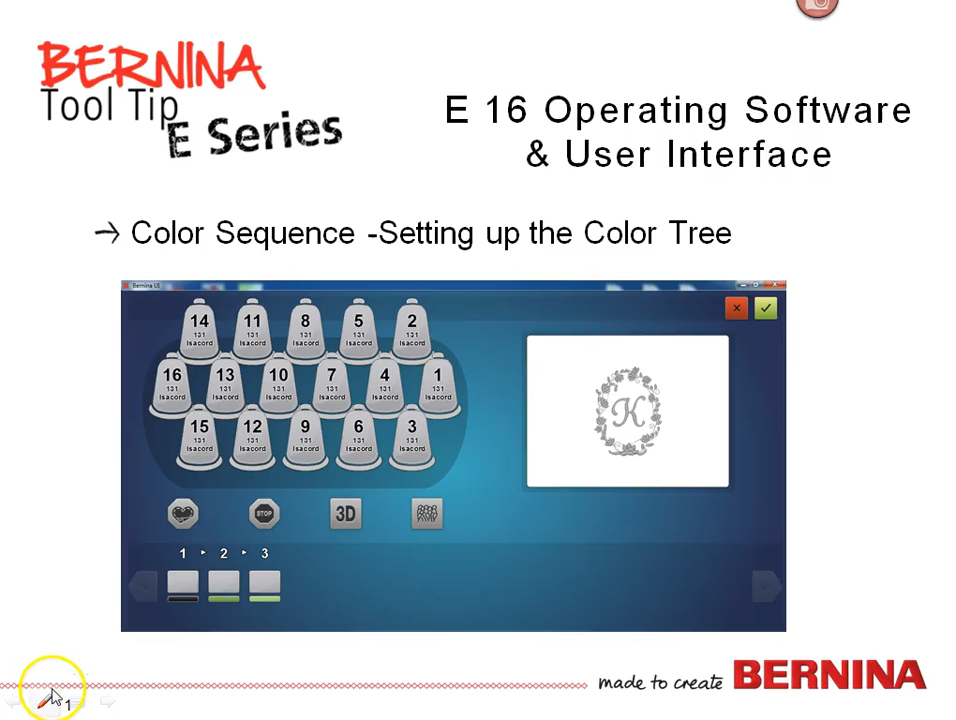 BERNINA
Tool Tip
E Series
E 16 Operating Software
& User Interface
→ Color Sequence -Setting up the Color Tree
Bernina UI
14 11 8 5 2
131 131 131 131 131
Isacord Isacord Isacord Isacord Isacord
16 13 10 7 4 1
131 131 131 131 131 131
Isacord Isacord Isacord Isacord Isacord Isacord
15 12 9 6 3
131 131 131 131 131
Isacord Isacord Isacord Isacord Isacord
K
STOP 3D
1 ▸ 2 ▸ 3
made to create BERNINA
1